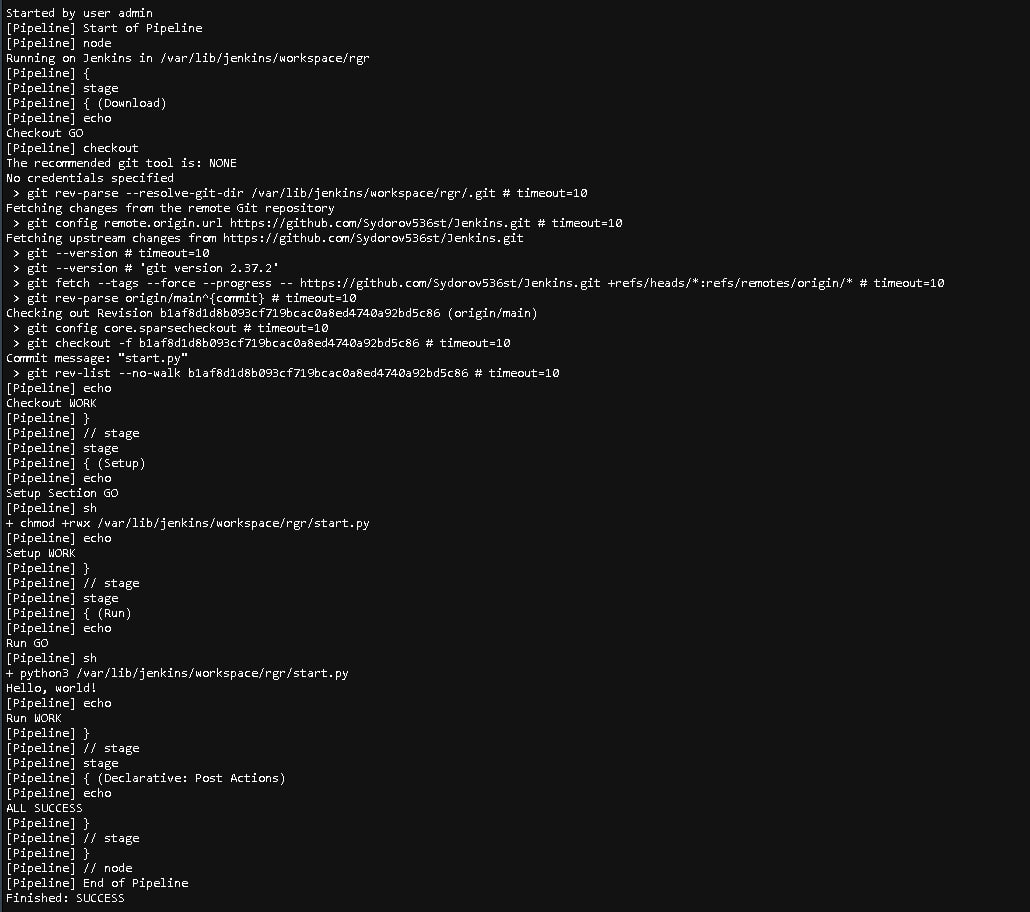 Started by user admin
[Pipeline] Start of Pipeline
[Pipeline] node
Running on Jenkins in /var/lib/jenkins/workspace/rgr
[Pipeline] {
[Pipeline] stage
[Pipeline] { (Download)
[Pipeline] echo
Checkout GO
[Pipeline] checkout
The recommended git tool is: NONE
No credentials specified
 > git rev-parse --resolve-git-dir /var/lib/jenkins/workspace/rgr/.git # timeout=10
Fetching changes from the remote Git repository
 > git config remote.origin.url https://github.com/Sydorov536st/Jenkins.git # timeout=10
Fetching upstream changes from https://github.com/Sydorov536st/Jenkins.git
 > git --version # timeout=10
 > git --version # 'git version 2.37.2'
 > git fetch --tags --force --progress -- https://github.com/Sydorov536st/Jenkins.git +refs/heads/*:refs/remotes/origin/* # timeout=10
 > git rev-parse origin/main^{commit} # timeout=10
Checking out Revision b1af8d1d8b093cf719bcac0a8ed4740a92bd5c86 (origin/main)
 > git config core.sparsecheckout # timeout=10
 > git checkout -f b1af8d1d8b093cf719bcac0a8ed4740a92bd5c86 # timeout=10
Commit message: "start.py"
 > git rev-list --no-walk b1af8d1d8b093cf719bcac0a8ed4740a92bd5c86 # timeout=10
[Pipeline] echo
Checkout WORK
[Pipeline] }
[Pipeline] // stage
[Pipeline] stage
[Pipeline] { (Setup)
[Pipeline] echo
Setup Section GO
[Pipeline] sh
+ chmod +rwx /var/lib/jenkins/workspace/rgr/start.py
[Pipeline] echo
Setup WORK
[Pipeline] }
[Pipeline] // stage
[Pipeline] stage
[Pipeline] { (Run)
[Pipeline] echo
Run GO
[Pipeline] sh
+ python3 /var/lib/jenkins/workspace/rgr/start.py
Hello, world!
[Pipeline] echo
Run WORK
[Pipeline] }
[Pipeline] // stage
[Pipeline] stage
[Pipeline] { (Declarative: Post Actions)
[Pipeline] echo
ALL SUCCESS
[Pipeline] }
[Pipeline] // stage
[Pipeline] }
[Pipeline] // node
[Pipeline] End of Pipeline
Finished: SUCCESS